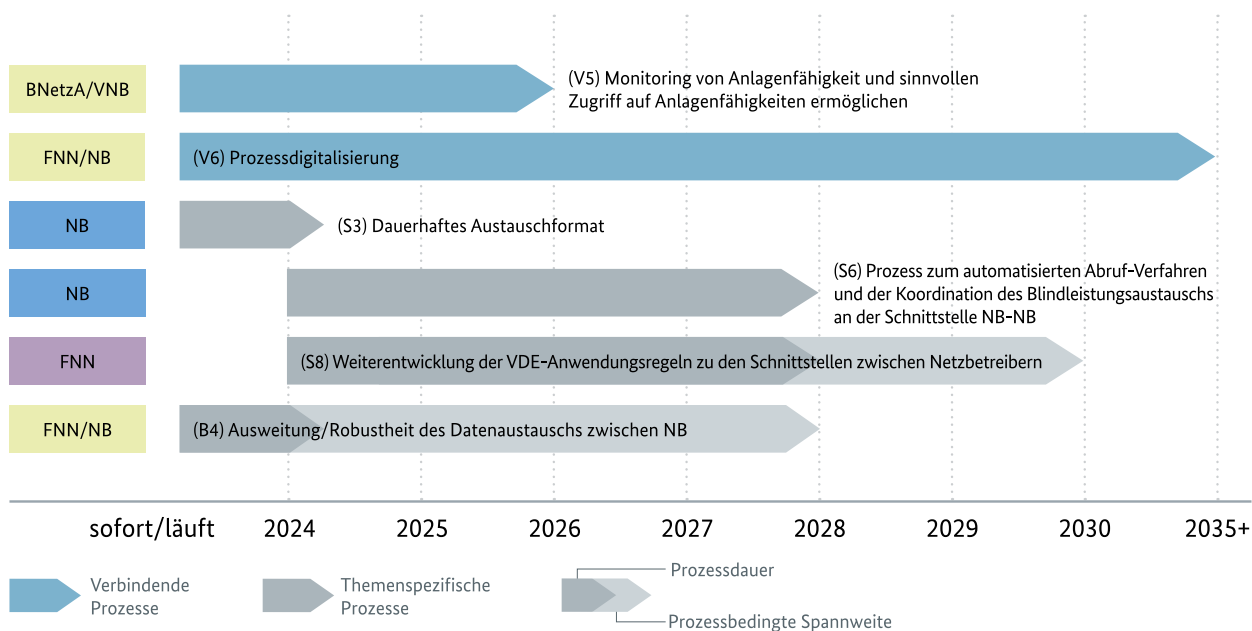 BNetzA/VNB
(V5) Monitoring von Anlagenfähigkeit und sinnvollen
Zugriff auf Anlagenfähigkeiten ermöglichen
FNN/NB
(V6) Prozessdigitalisierung
NB
(S3) Dauerhaftes Austauschformat
NB
(S6) Prozess zum automatisierten Abruf-Verfahren
und der Koordination des Blindleistungsaustauschs
an der Schnittstelle NB-NB
FNN
(S8) Weiterentwicklung der VDE-Anwendungsregeln zu den Schnittstellen zwischen Netzbetreibern
FNN/NB
(B4) Ausweitung/Robustheit des Datenaustauschs zwischen NB
sofort/läuft 2024 2025 2026 2027 2028 2029 2030 2035+
Verbindende
Prozesse
Themenspezifische
Prozesse
Prozessdauer
Prozessbedingte Spannweite